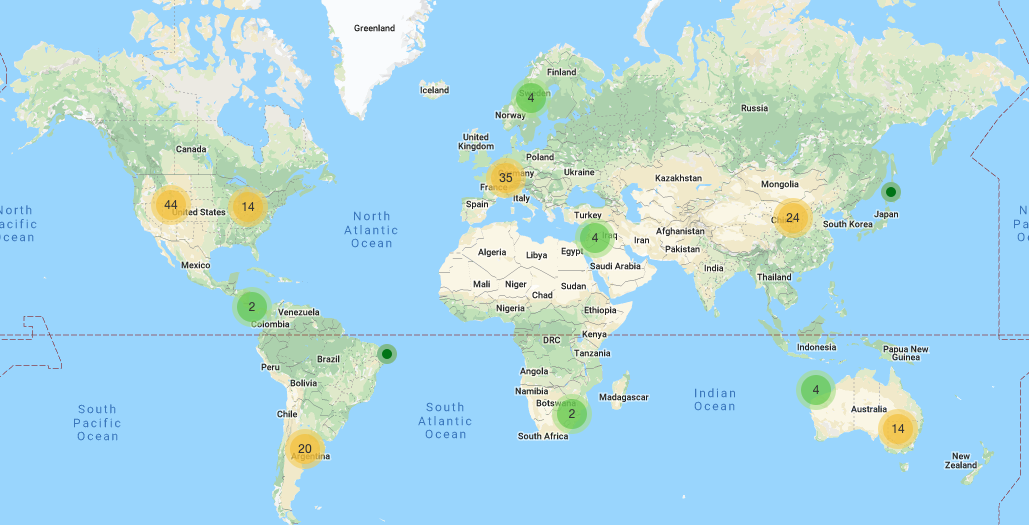 Greenland
Iceland
Finland
Sweden
4
Norway
Russia
Canada
United
Kingdom
Poland
Ukraine
35
France
Italy
Spain
Kazakhstan
Mongolia
44
United States
14
North
Atlantic
Ocean
Turkey
4
Iraq
Iran
Afghanistan
Pakistan
24
South Korea
Japan
Mexico
Algeria
Libya
Egypt
Saudi Arabia
India
Mali
Niger
Chad
Sudan
Thailand
2
Venezuela
Colombia
Nigeria
Ethiopia
DRC
Kenya
Tanzania
Indonesia
Papua New
Guinea
Peru
Brazil
Bolivia
Angola
Namibia
Botswana
2
Madagascar
Indian
Ocean
4
Australia
14
South
Pacific
Ocean
Chile
South
Atlantic
Ocean
South Africa
20
Argentina
New
Zealand